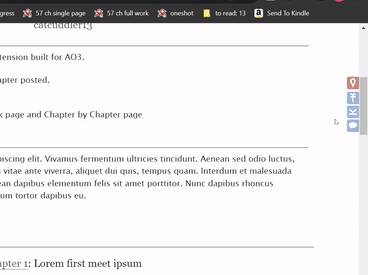 gress 57 ch single page 57 ch full work oneshot to read: 13 Send To Kindle
catcuddler13
tension built for AO3.
apter posted.
k page and Chapter by Chapter page
piscing elit. Vivamus fermentum ultricies tincidunt. Aenean sed odio luctus,
vitae ante viverra, aliquet dui quis, tempus quam. Interdum et malesuada
ean dapibus elementum felis sit amet porttitor. Nunc dapibus rhoncus
um tortor dapibus eu.
apter 1: Lorem first meet ipsum